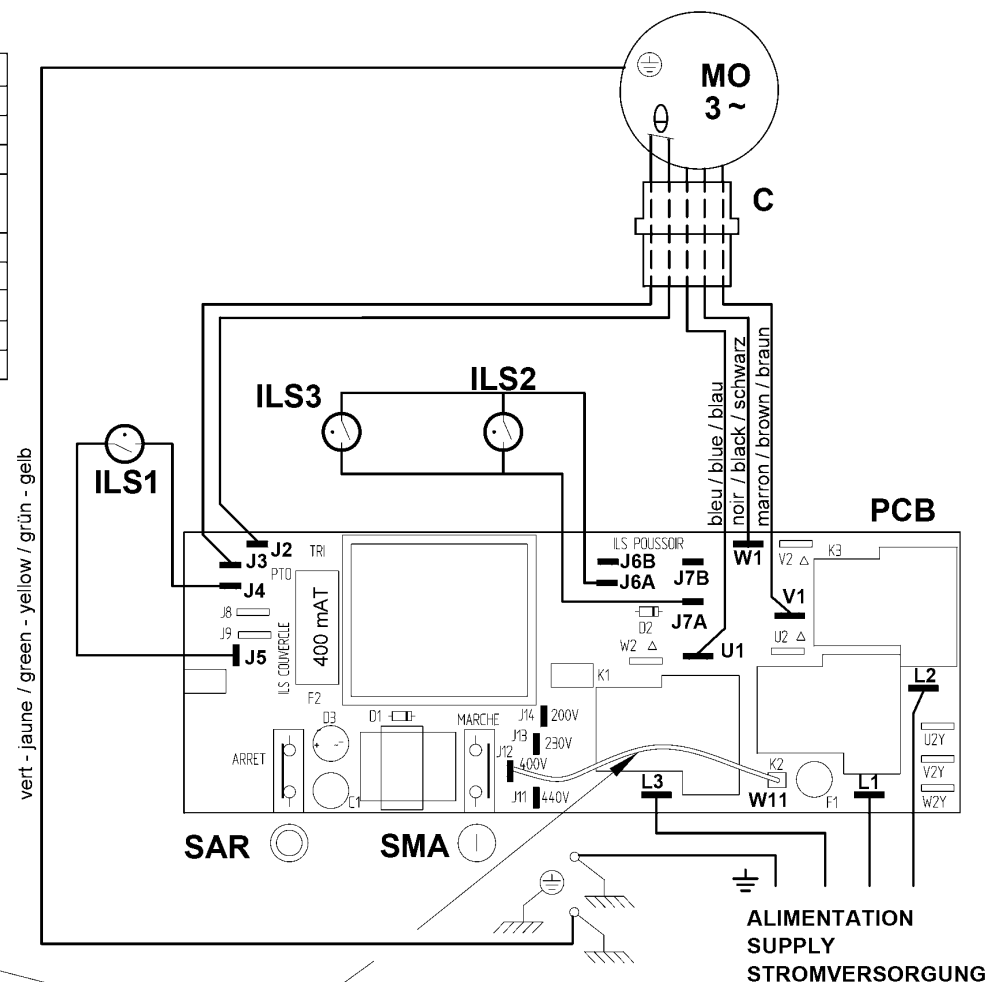 MO
3 ~
C
ILS3
ILS2
ILS1
bleu / blue / blau
noir / black / schwarz
marron / brown / braun
vert - jaune / green - yellow / grün - gelb
PCB
J2
J3
TRI
PTO
J4
J8
J9
J5
ILS COUVERCLE
400 mAT
F2
ILS POUSSOIR
J6B
J6A
J7B
J7A
D2
W2
U1
W1
V2
K3
V1
U2
L2
K1
D3
D1
MARCHE
ARRET
C1
J14 200V
J13 230V
J12 400V
J11 440V
L3
K2
W11
F1
L1
U2Y
V2Y
W2Y
SAR
SMA
ALIMENTATION
SUPPLY
STROMVERSORGUNG